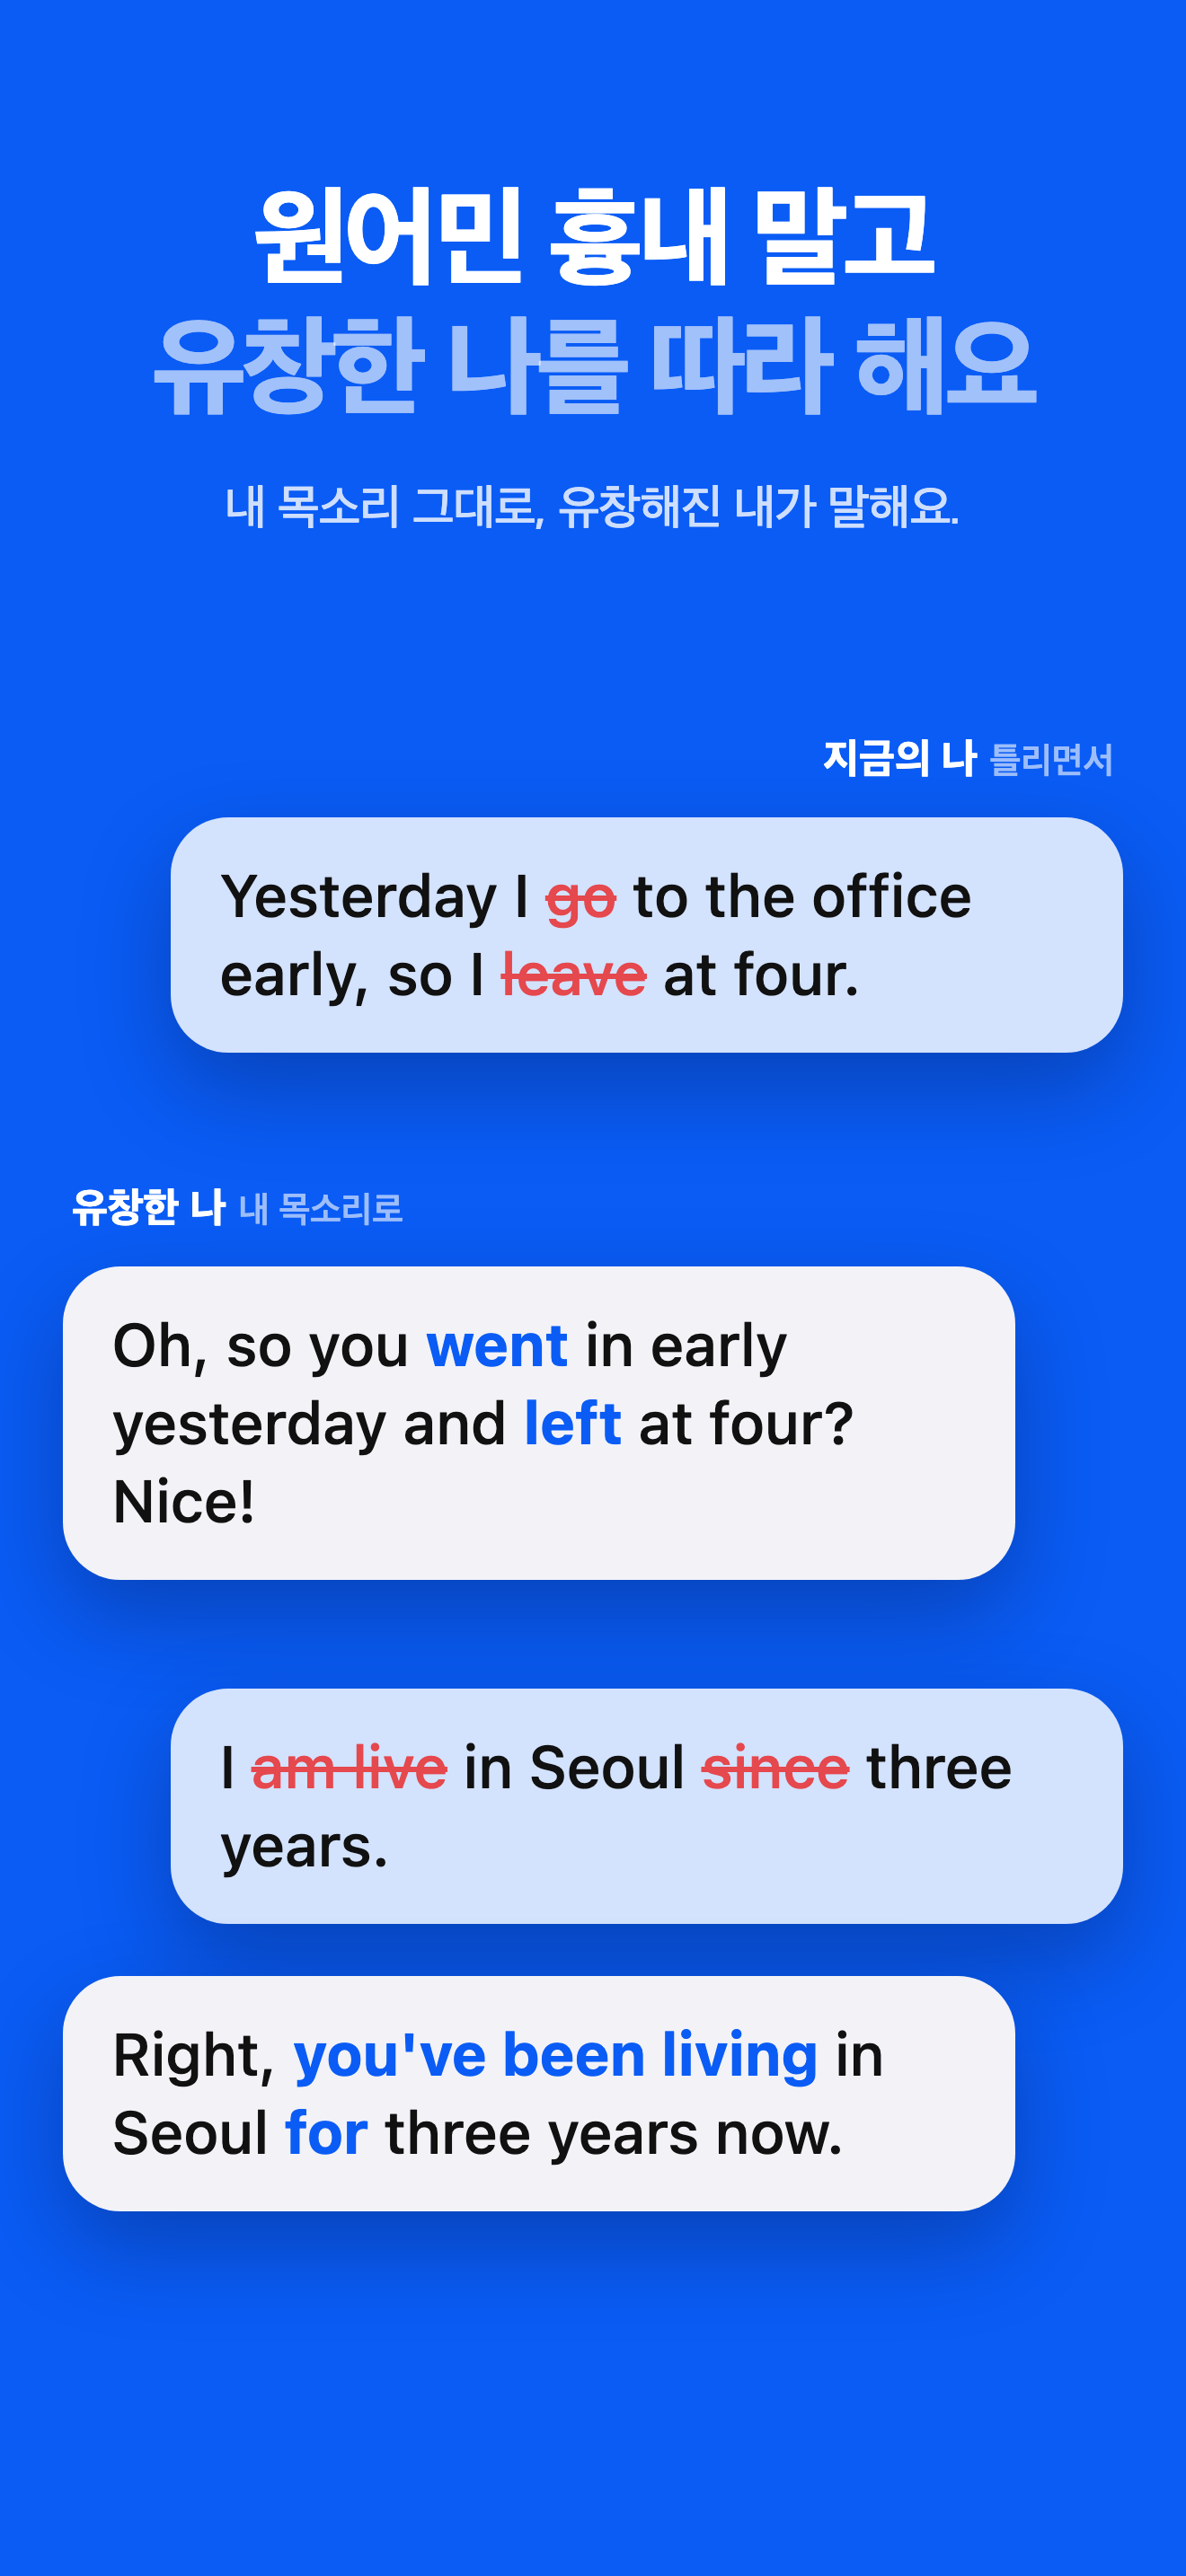 원어민 흉내 말고
유창한 나를 따라 해요
내 목소리 그대로, 유창해진 내가 말해요.
지금의 나 틀리면서
Yesterday I go to the office
early, so I leave at four.
유창한 나 내 목소리로
Oh, so you went in early
yesterday and left at four?
Nice!
I am live in Seoul since three
years.
Right, you've been living in
Seoul for three years now.